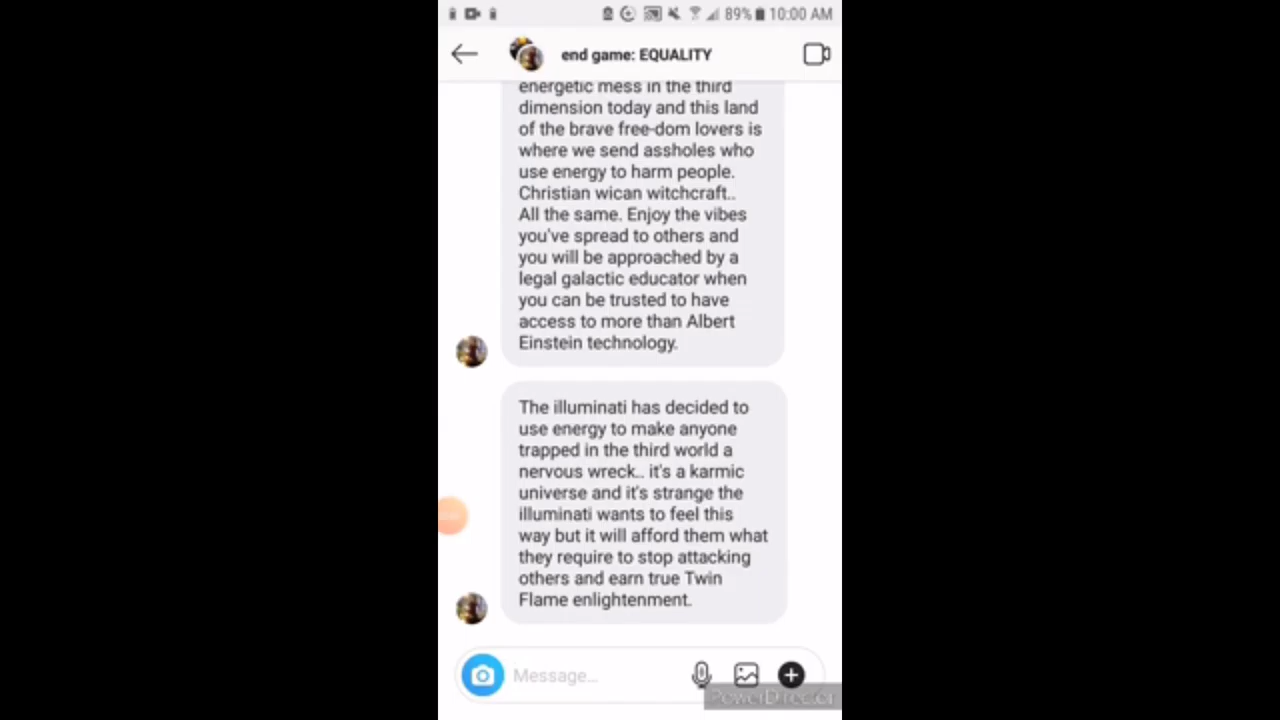 89% 10:00 AM
end game: EQUALITY
energetic mess in the third
dimension today and this land
of the brave free-dom lovers is
where we send assholes who
use energy to harm people.
Christian wican witchcraft..
All the same. Enjoy the vibes
you've spread to others and
you will be approached by a
legal galactic educator when
you can be trusted to have
access to more than Albert
Einstein technology.
The illuminati has decided to
use energy to make anyone
trapped in the third world a
nervous wreck.. it's a karmic
universe and it's strange the
illuminati wants to feel this
way but it will afford them what
they require to stop attacking
others and earn true Twin
Flame enlightenment.
Message...
PowerDirector